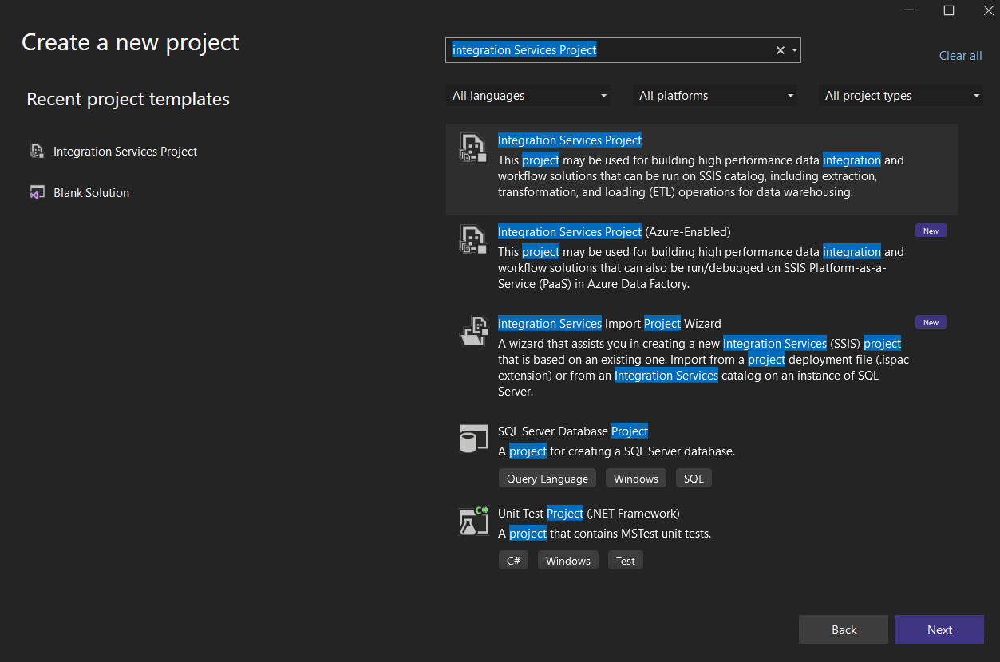 Create a new project
integration Services Project
Clear all
Recent project templates
Integration Services Project
Blank Solution
All languages
All platforms
All project types
Integration Services Project
This project may be used for building high performance data integration and
workflow solutions that can be run on SSIS catalog, including extraction,
transformation, and loading (ETL) operations for data warehousing.
Integration Services Project (Azure-Enabled)
New
This project may be used for building high performance data integration and
workflow solutions that can also be run/debugged on SSIS Platform-as-a-
Service (PaaS) in Azure Data Factory.
Integration Services Import Project Wizard
New
A wizard that assists you in creating a new Integration Services (SSIS) project
that is based on an existing one. Import from a project deployment file (.ispac
extension) or from an Integration Services catalog on an instance of SQL
Server.
SQL Server Database Project
A project for creating a SQL Server database.
Query Language
Windows
SQL
C#
Unit Test Project (.NET Framework)
A project that contains MSTest unit tests.
C#
Windows
Test
Back
Next